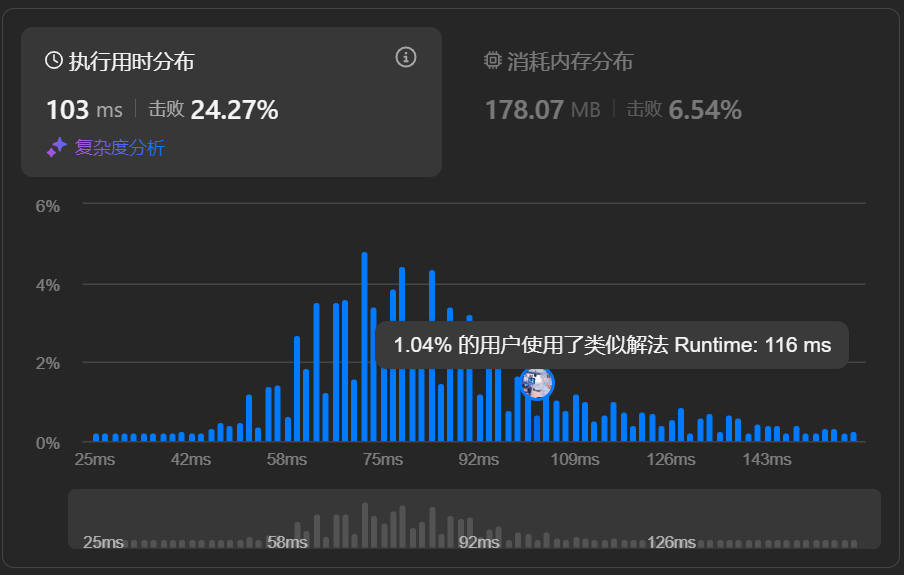 执行用时分布
103 ms 击败 24.27%
复杂度分析
消耗内存分布
178.07 MB 击败 6.54%
6%
4%
1.04% 的用户使用了类似解法 Runtime: 116 ms
2%
0%
25ms 42ms 58ms 75ms 92ms 109ms 126ms 143ms
25ms 58ms 92ms 126ms